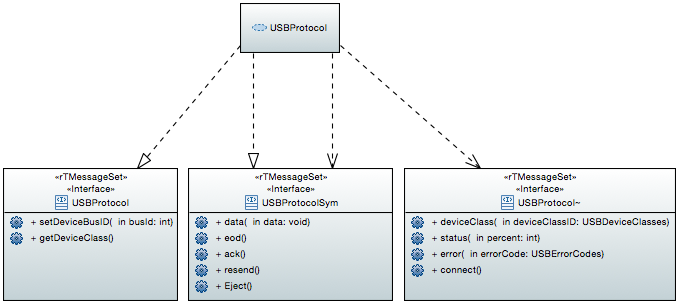 USBProtocol
«rTMessageSet»
«Interface»
USBProtocol
+ setDeviceBusID( in busId: int)
+ getDeviceClass()
«rTMessageSet»
«Interface»
USBProtocolSym
+ data( in data: void)
+ eod()
+ ack()
+ resend()
+ Eject()
«rTMessageSet»
«Interface»
USBProtocol~
+ deviceClass( in deviceClassID: USBDeviceClasses)
+ status( in percent: int)
+ error( in errorCode: USBErrorCodes)
+ connect()